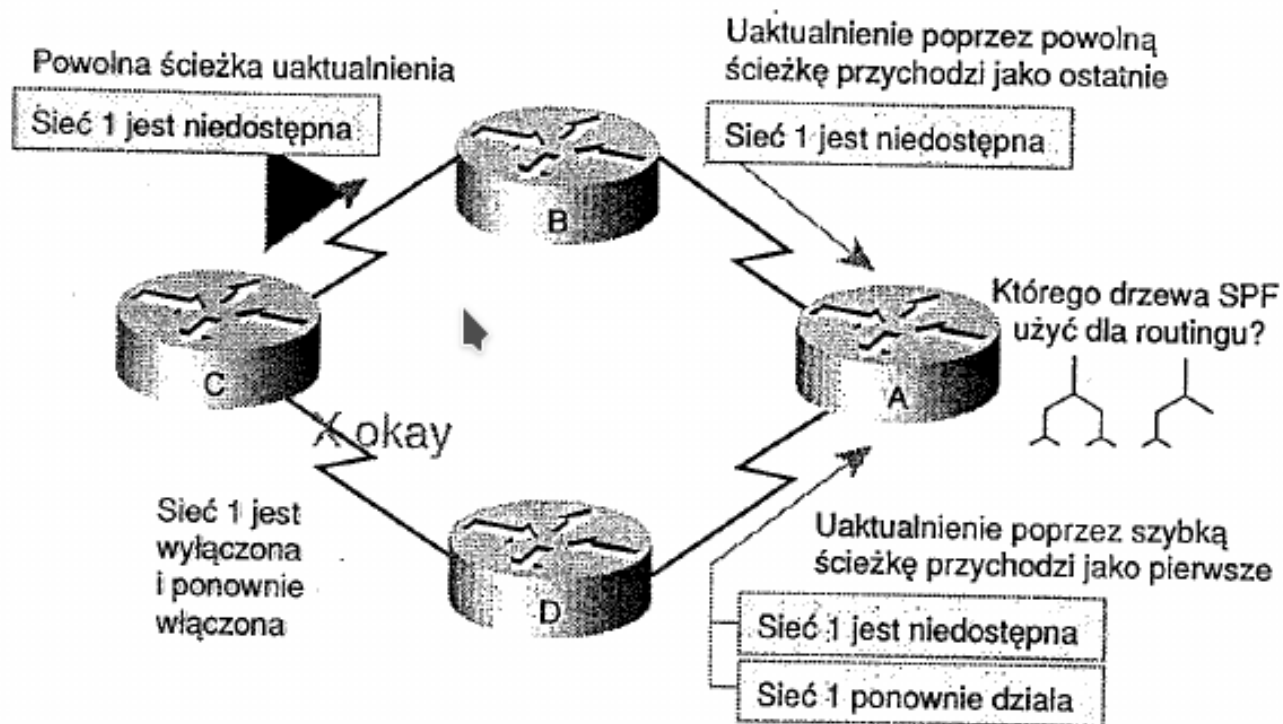 Powolna ścieżka uaktualnienia
Sieć 1 jest niedostępna
Uaktualnienie poprzez powolną
ścieżkę przychodzi jako ostatnie
Sieć 1 jest niedostępna
B
C
A
Którego drzewa SPF
użyć dla routingu?
X okay
Sieć 1 jest
wyłączona
i ponownie
włączona
D
Uaktualnienie poprzez szybką
ścieżkę przychodzi jako pierwsze
Sieć 1 jest niedostępna
Sieć 1 ponownie działa